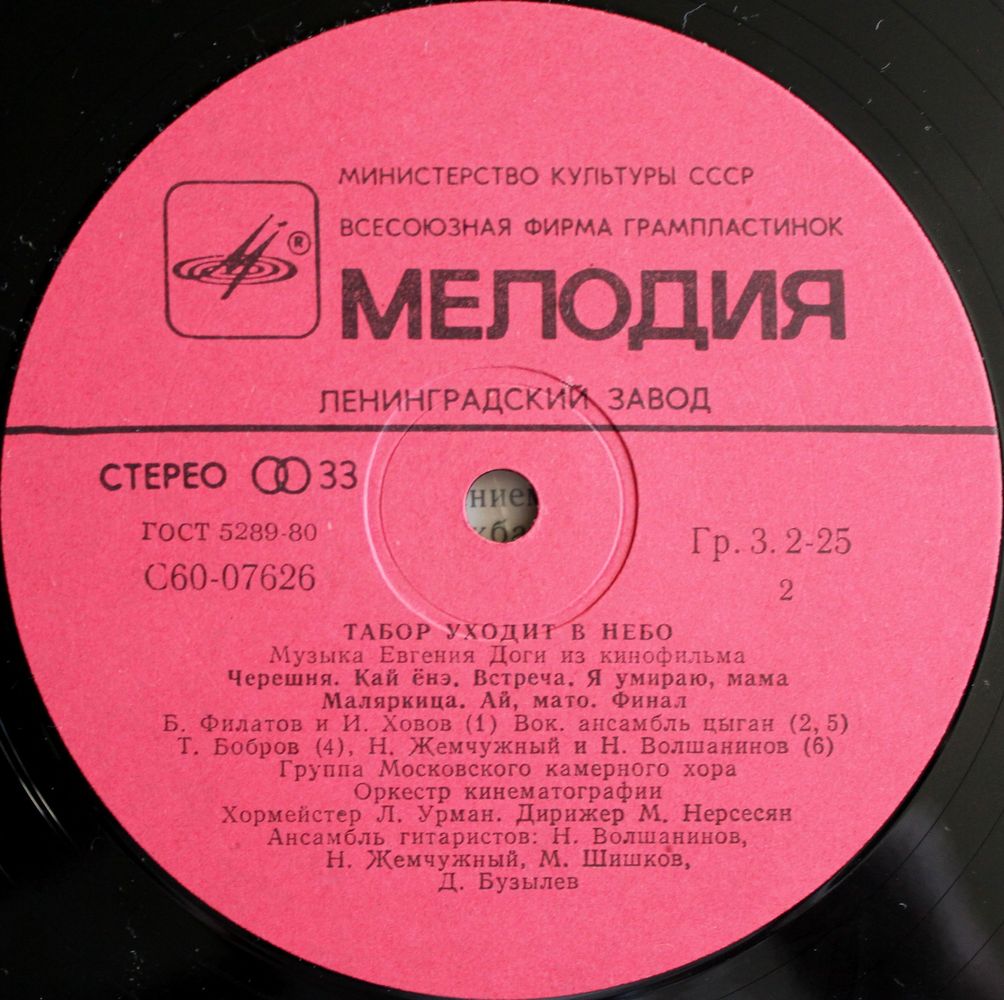 МИНИСТЕРСТВО КУЛЬТУРЫ СССР
ВСЕСОЮЗНАЯ ФИРМА ГРАМПЛАСТИНОК
®
МЕЛОДИЯ
ЛЕНИНГРАДСКИЙ ЗАВОД
СТЕРЕО 33
ГОСТ 5289-80
С60-07626
Гр. 3. 2-25
2
ТАБОР УХОДИТ В НЕБО
Музыка Евгения Доги из кинофильма
Черешня. Кай ёнэ. Встреча. Я умираю, мама
Маляркица. Ай, мато. Финал
Б. Филатов и И. Ховов (1) Вок. ансамбль цыган (2, 5)
Т. Бобров (4), Н. Жемчужный и Н. Волшанинов (6)
Группа Московского камерного хора
Оркестр кинематографии
Хормейстер Л. Урман. Дирижер М. Нерсесян
Ансамбль гитаристов: Н. Волшанинов,
Н. Жемчужный, М. Шишков,
Д. Бузылев